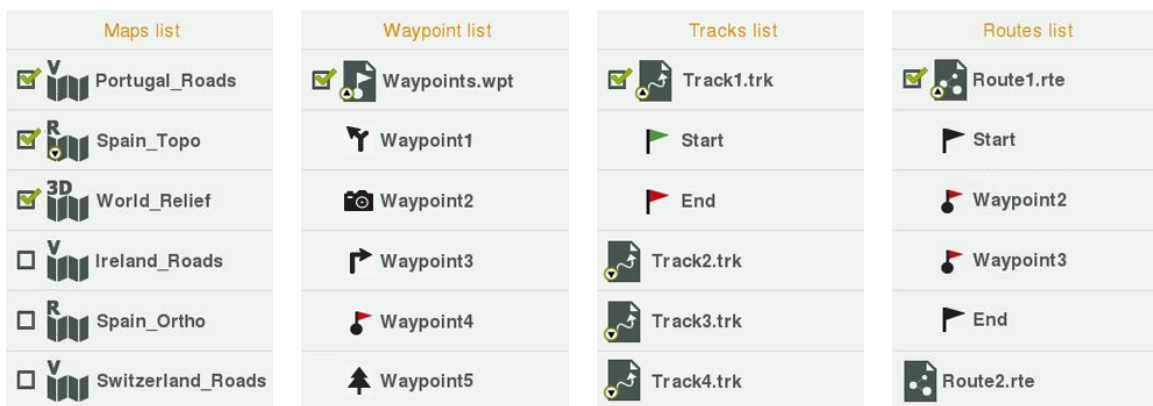 Maps list
V
Portugal_Roads
R
Spain_Topo
3D
World_Relief
V
Ireland_Roads
R
Spain_Ortho
V
Switzerland_Roads
Waypoint list
Waypoints.wpt
Waypoint1
Waypoint2
Waypoint3
Waypoint4
Waypoint5
Tracks list
Track1.trk
Start
End
Track2.trk
Track3.trk
Track4.trk
Routes list
Route1.rte
Start
Waypoint2
Waypoint3
End
Route2.rte